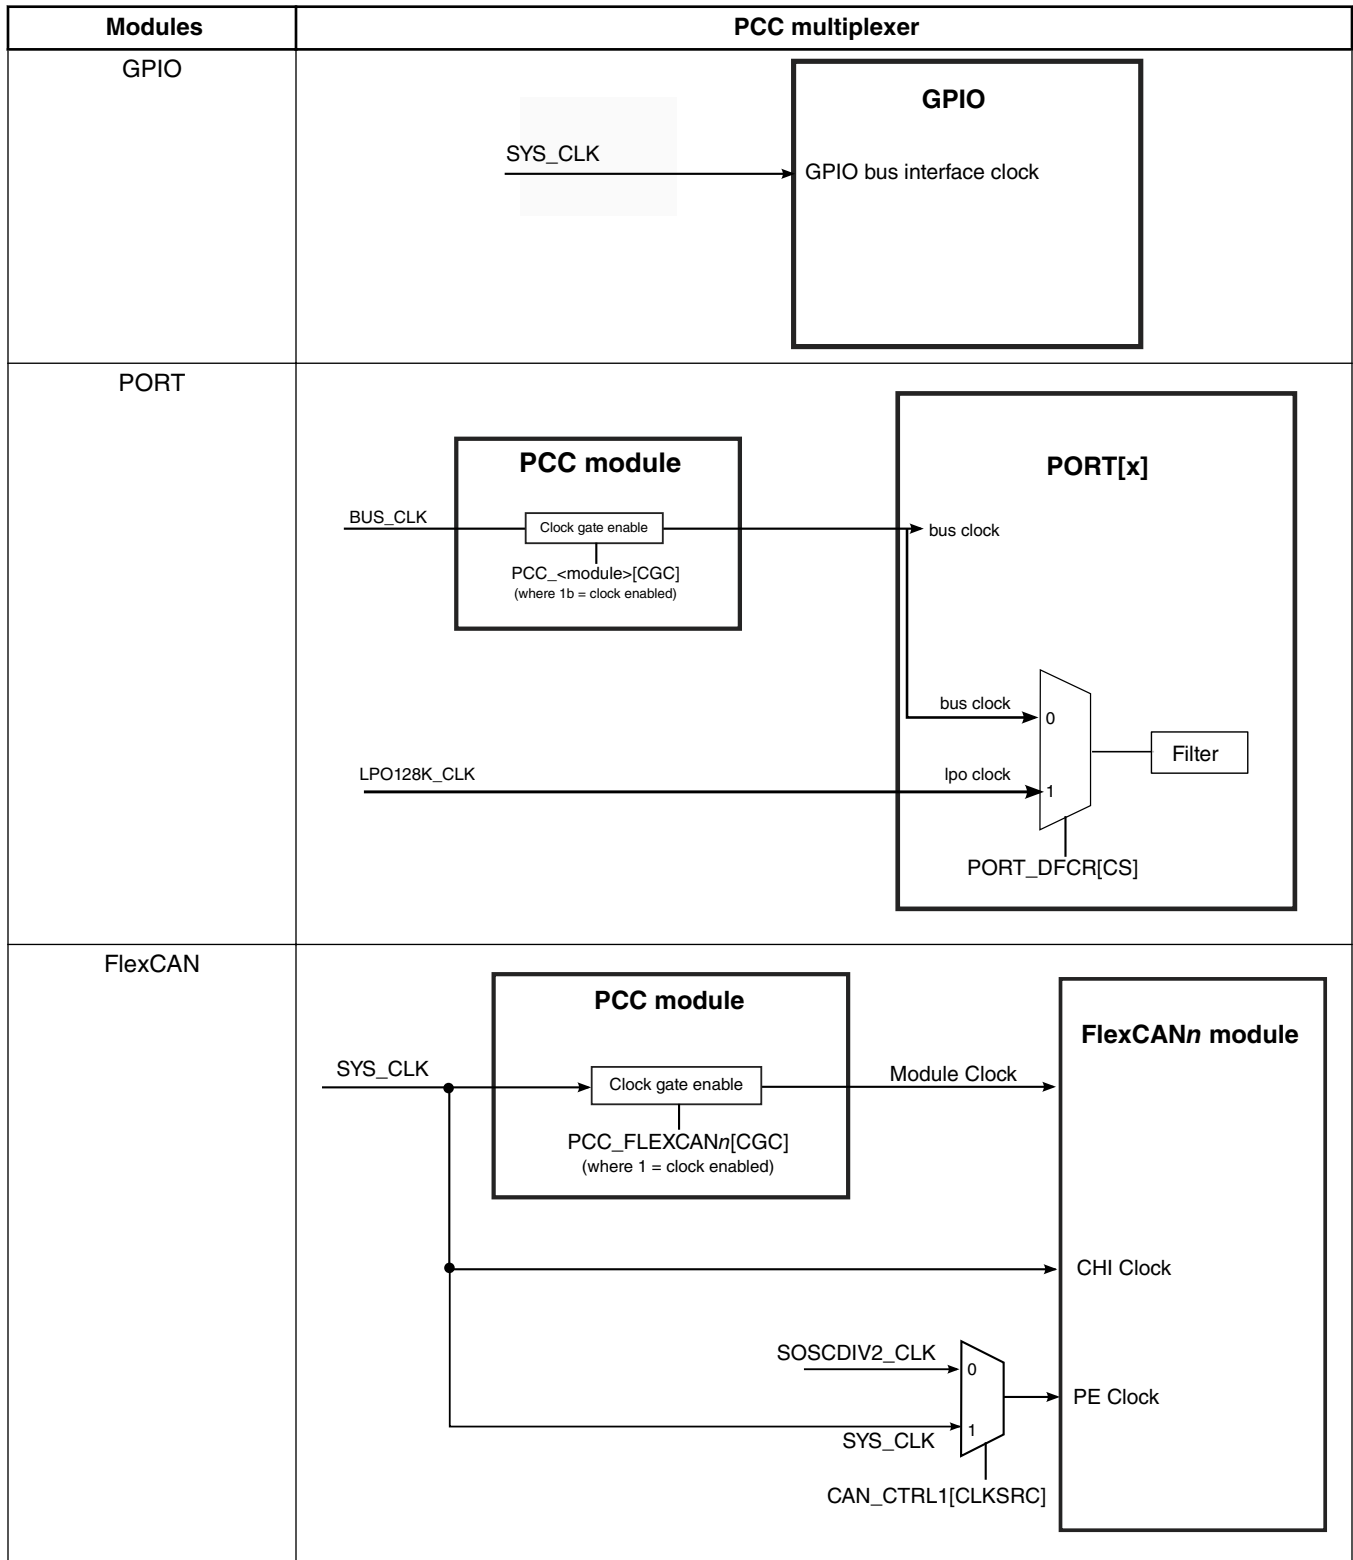 Modules
PCC multiplexer
GPIO
GPIO
SYS_CLK
GPIO bus interface clock
PORT
PCC module
PORT[x]
BUS_CLK
Clock gate enable
bus clock
PCC_<module>[CGC]
(where 1b = clock enabled)
bus clock
0
Filter
LPO128K_CLK
lpo clock
1
PORT_DFCR[CS]
FlexCAN
PCC module
FlexCANn module
SYS_CLK
Clock gate enable
Module Clock
PCC_FLEXCANn[CGC]
(where 1 = clock enabled)
CHI Clock
SOSCDIV2_CLK
0
PE Clock
1
SYS_CLK
CAN_CTRL1[CLKSRC]